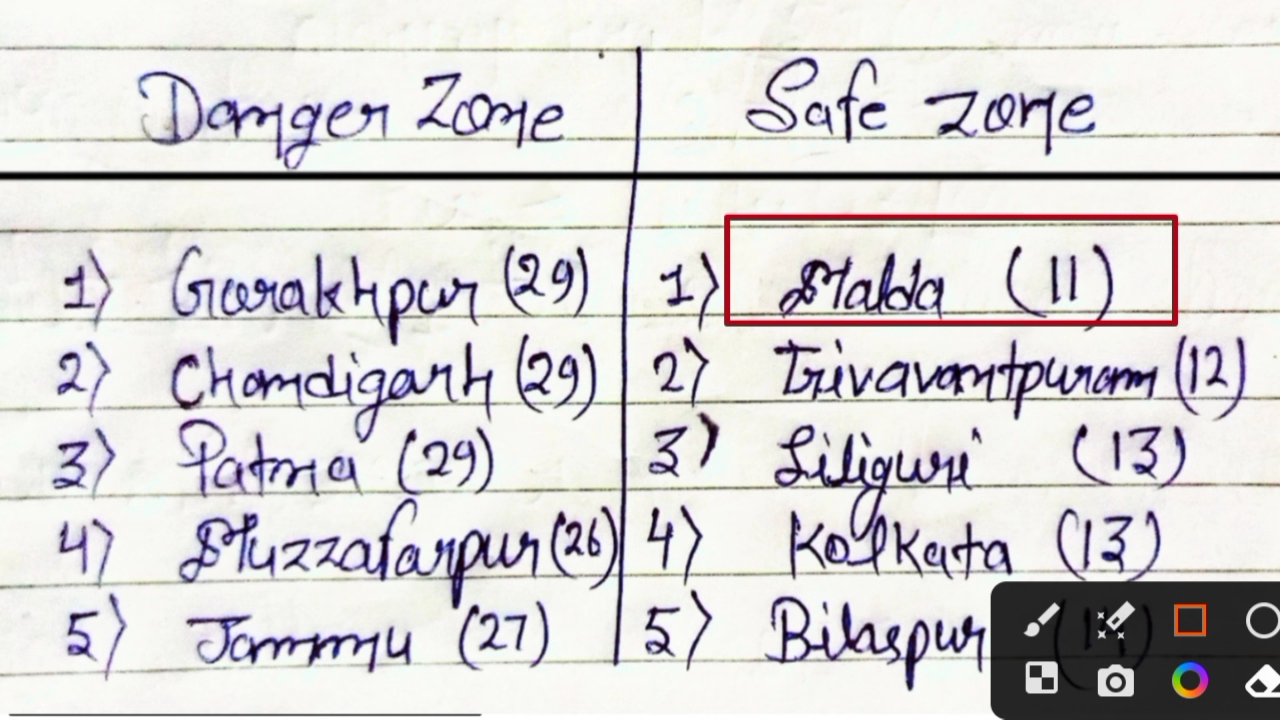 Danger Zone Safe zone
1) Gorakhpur (29) 1) Malda (11)
2) Chandigarh (29) 2) Trivavantpuram (12)
3) Patna (29) 3) Siliguri (13)
4) Muzzafarpur (26) 4) Kolkata (13)
5) Jammu (27) 5) Bilaspur (14)